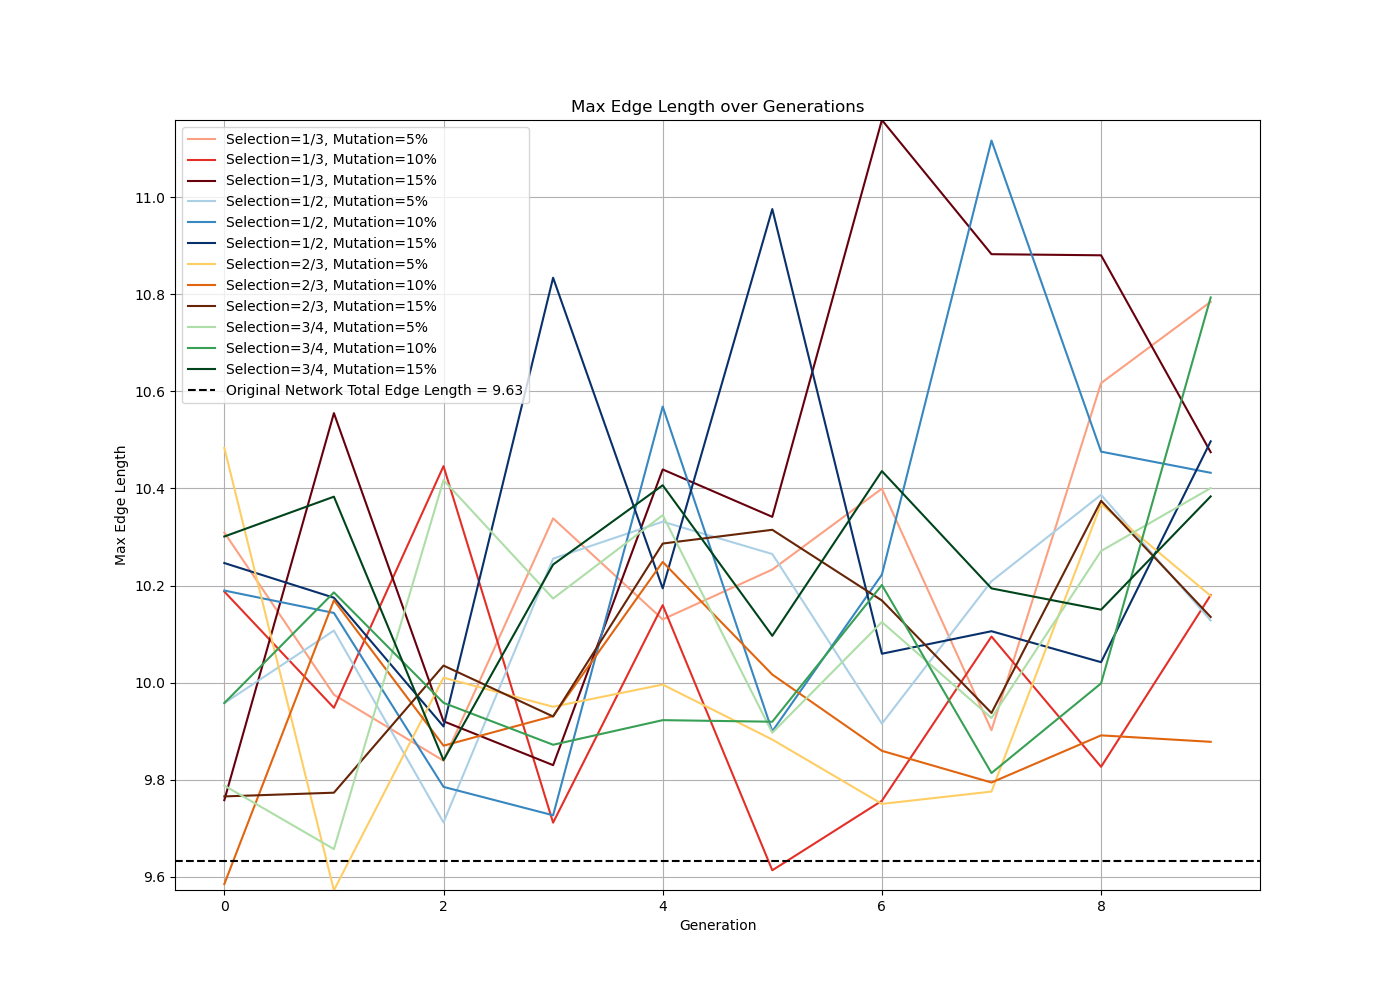 Max Edge Length over Generations
Selection=1/3, Mutation=5%
Selection=1/3, Mutation=10%
Selection=1/3, Mutation=15%
Selection=1/2, Mutation=5%
Selection=1/2, Mutation=10%
Selection=1/2, Mutation=15%
Selection=2/3, Mutation=5%
Selection=2/3, Mutation=10%
Selection=2/3, Mutation=15%
Selection=3/4, Mutation=5%
Selection=3/4, Mutation=10%
Selection=3/4, Mutation=15%
Original Network Total Edge Length = 9.63
Max Edge Length
11.0
10.8
10.6
10.4
10.2
10.0
9.8
9.6
0 2 4 6 8
Generation